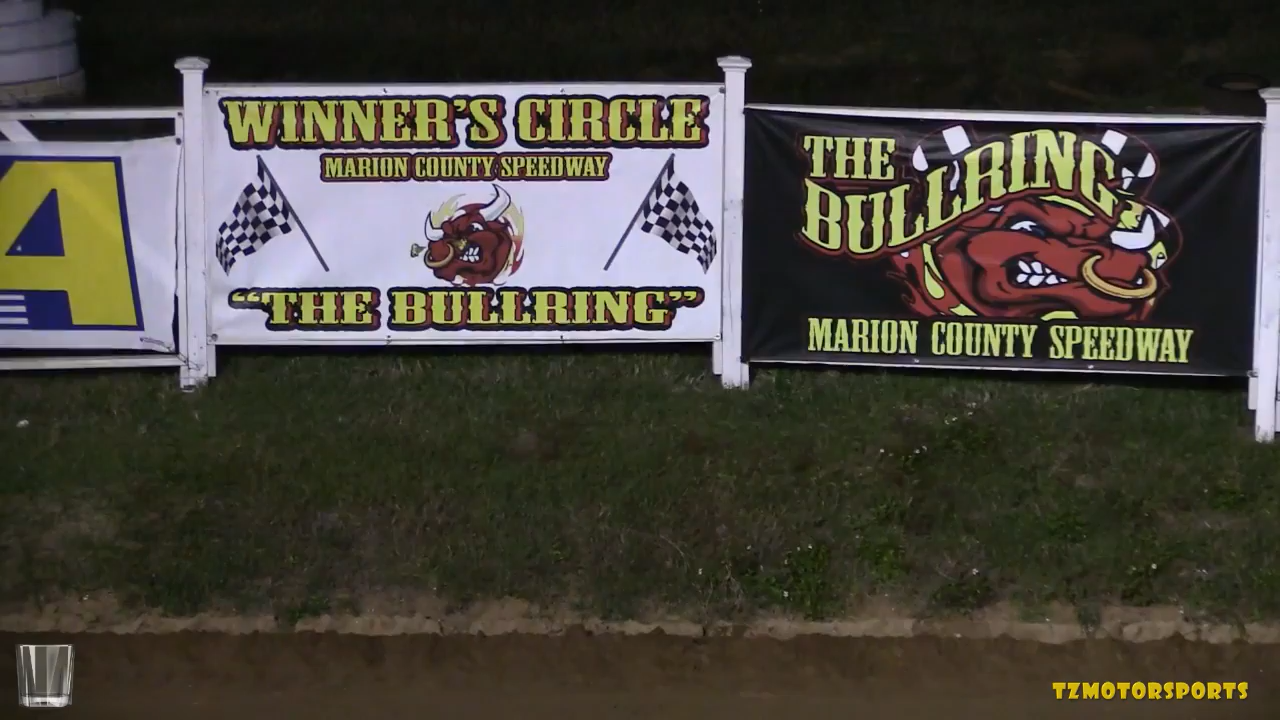 A
WINNER'S CIRCLE
MARION COUNTY SPEEDWAY
"THE BULLRING"
THE
BULLRING
MARION COUNTY SPEEDWAY
TZMOTORSPORTS